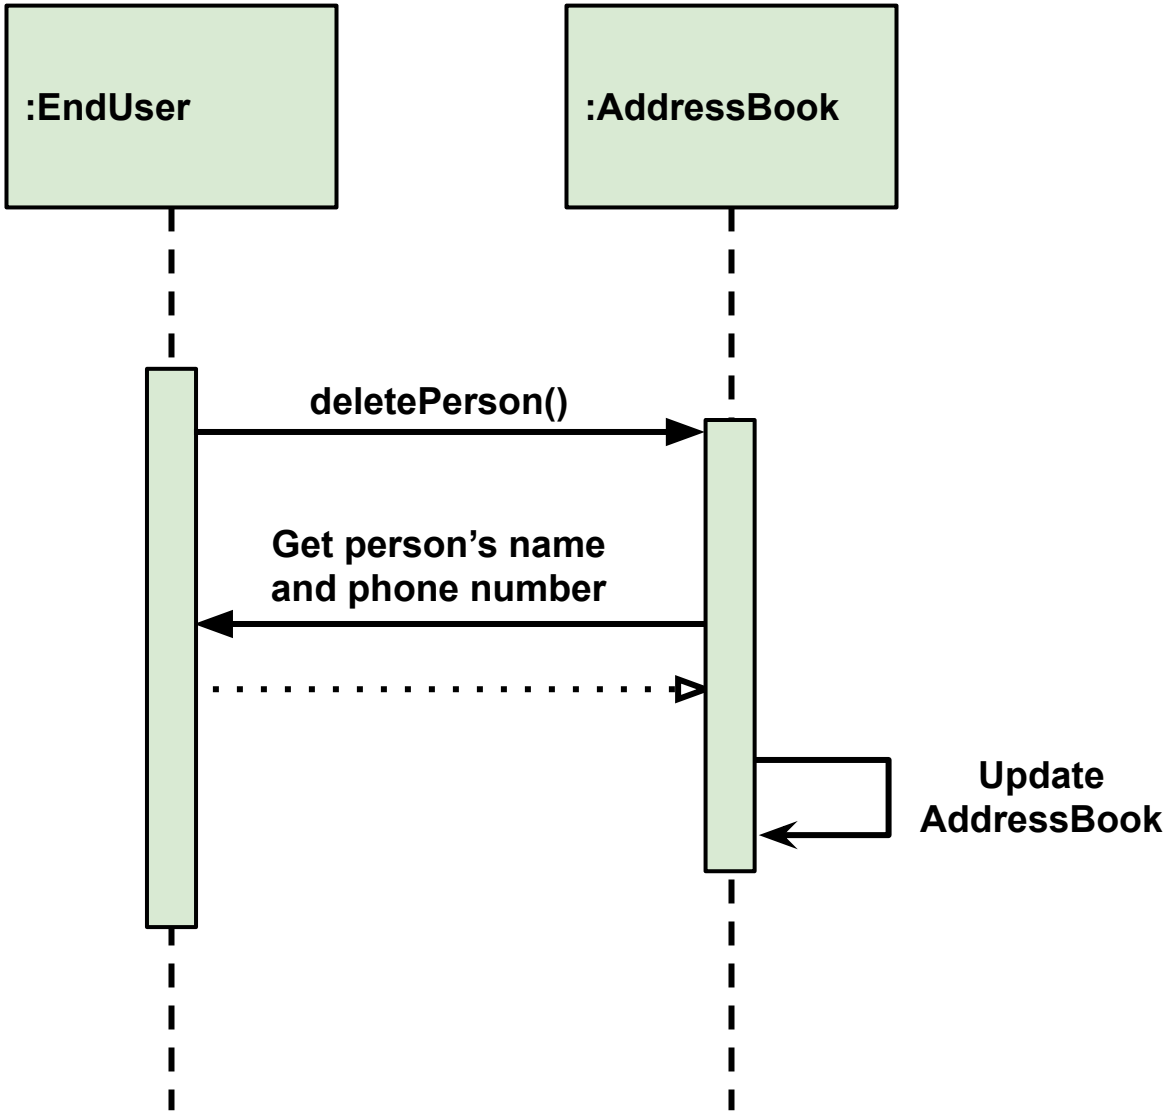 :EndUser
:AddressBook
deletePerson()
Get person’s name
and phone number
Update
AddressBook